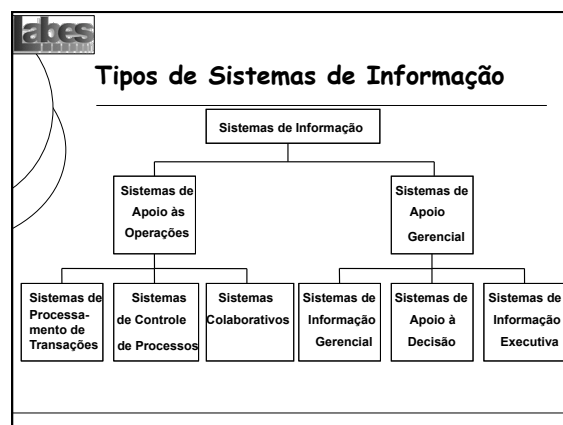 Labes
Tipos de Sistemas de Informação
Sistemas de Informação
Sistemas de
Apoio às
Operações
Sistemas de
Apoio
Gerencial
Sistemas de
Processa-
mento de
Transações
Sistemas
de Controle
de Processos
Sistemas
Colaborativos
Sistemas de
Informação
Gerencial
Sistemas de
Apoio à
Decisão
Sistemas de
Informação
Executiva